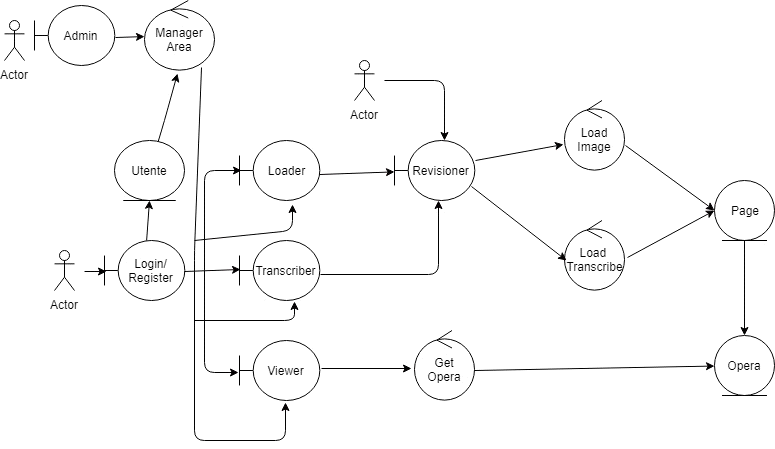 Admin
Manager
Area
Actor
Actor
Utente
Loader
Revisioner
Load
Image
Page
Login/
Register
Transcriber
Load
Transcribe
Actor
Viewer
Get
Opera
Opera